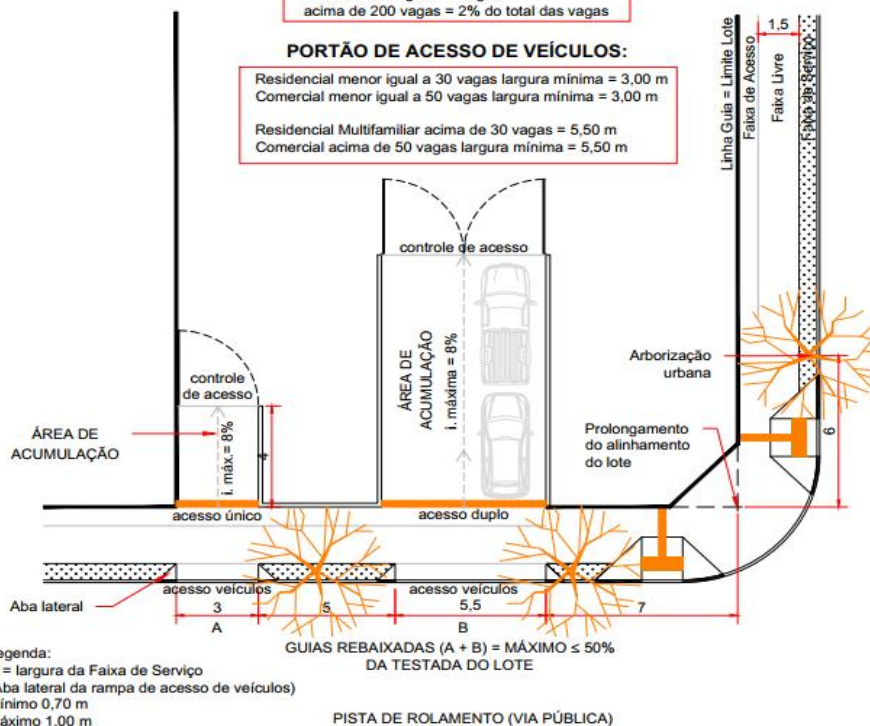 acima de 200 vagas = 2% do total das vagas
PORTÃO DE ACESSO DE VEÍCULOS:
Residencial menor igual a 30 vagas largura mínima = 3,00 m
Comercial menor igual a 50 vagas largura mínima = 3,00 m
Residencial Multifamiliar acima de 30 vagas = 5,50 m
Comercial acima de 50 vagas largura mínima = 5,50 m
Linha Guia = Limite Lote
Faixa de Acesso
1,5
Faixa Livre
Faixa de Serviço
controle de acesso
ÁREA DE
ACUMULAÇÃO
i. máxima = 8%
controle
de acesso
ÁREA DE
ACUMULAÇÃO
i. máx.= 8%
4
Arborização
urbana
Prolongamento
do alinhamento
do lote
6
acesso único
acesso duplo
Aba lateral
acesso veículos
acesso veículos
3
5
5,5
7
A
B
GUIAS REBAIXADAS (A + B) = MÁXIMO ≤ 50%
DA TESTADA DO LOTE
egenda:
= largura da Faixa de Serviço
Aba lateral da rampa de acesso de veículos)
ínimo 0,70 m
áximo 1,00 m
PISTA DE ROLAMENTO (VIA PÚBLICA)